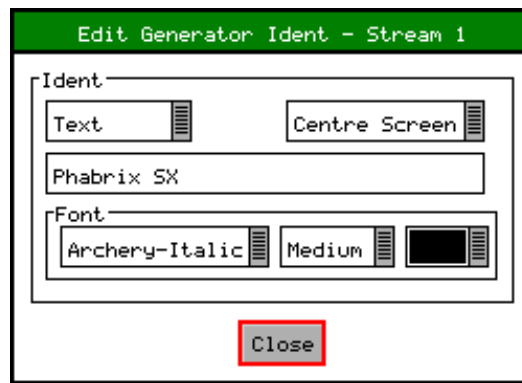 Edit Generator Ident - Stream 1
Ident
Text
Centre Screen
Phabrix SX
Font
Archery-Italic
Medium
Close